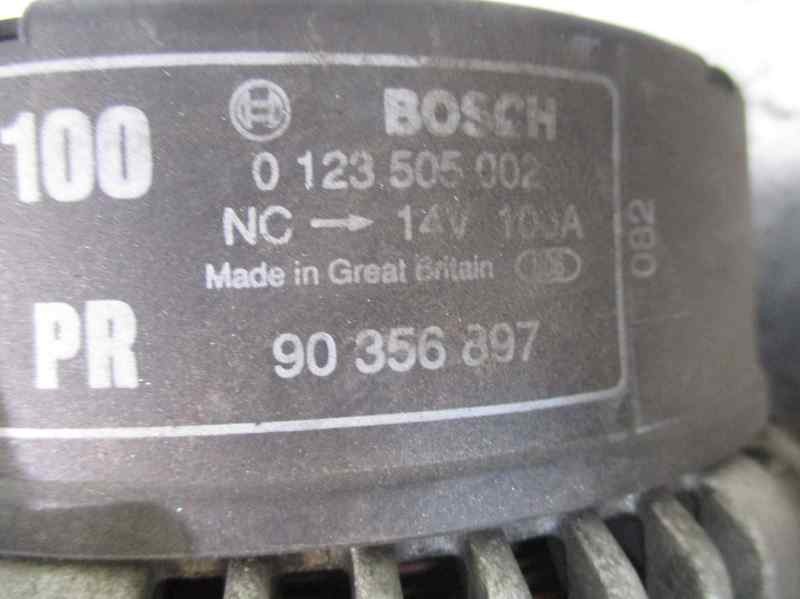 100
BOSCH
0 123 505 002
NC → 14V 100A
Made in Great Britain
PR
90 356 897
082